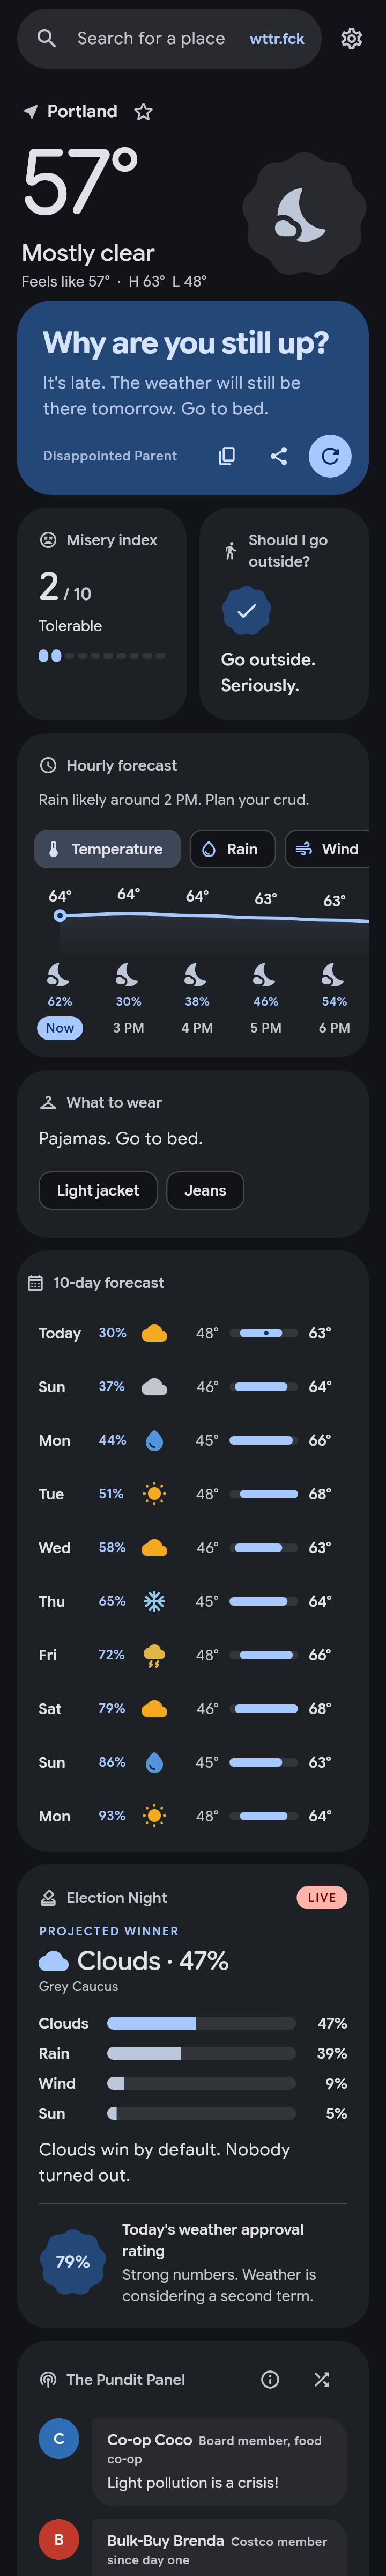 Search for a place wttr.fck
Portland
57°
Mostly clear
Feels like 57° · H 63° L 48°
Why are you still up?
It's late. The weather will still be
there tomorrow. Go to bed.
Disappointed Parent
Misery index
2 / 10
Tolerable
Should I go
outside?
Go outside.
Seriously.
Hourly forecast
Rain likely around 2 PM. Plan your crud.
Temperature Rain Wind
64° 64° 64° 63° 63°
62% 30% 38% 46% 54%
Now 3 PM 4 PM 5 PM 6 PM
What to wear
Pajamas. Go to bed.
Light jacket Jeans
10-day forecast
Today 30% 48° 63°
Sun 37% 46° 64°
Mon 44% 45° 66°
Tue 51% 48° 68°
Wed 58% 46° 63°
Thu 65% 45° 64°
Fri 72% 48° 66°
Sat 79% 46° 68°
Sun 86% 45° 63°
Mon 93% 48° 64°
Election Night LIVE
PROJECTED WINNER
Clouds · 47%
Grey Caucus
Clouds 47%
Rain 39%
Wind 9%
Sun 5%
Clouds win by default. Nobody
turned out.
79%
Today's weather approval
rating
Strong numbers. Weather is
considering a second term.
The Pundit Panel
C
Co-op Coco Board member, food
co-op
Light pollution is a crisis!
B
Bulk-Buy Brenda Costco member
since day one